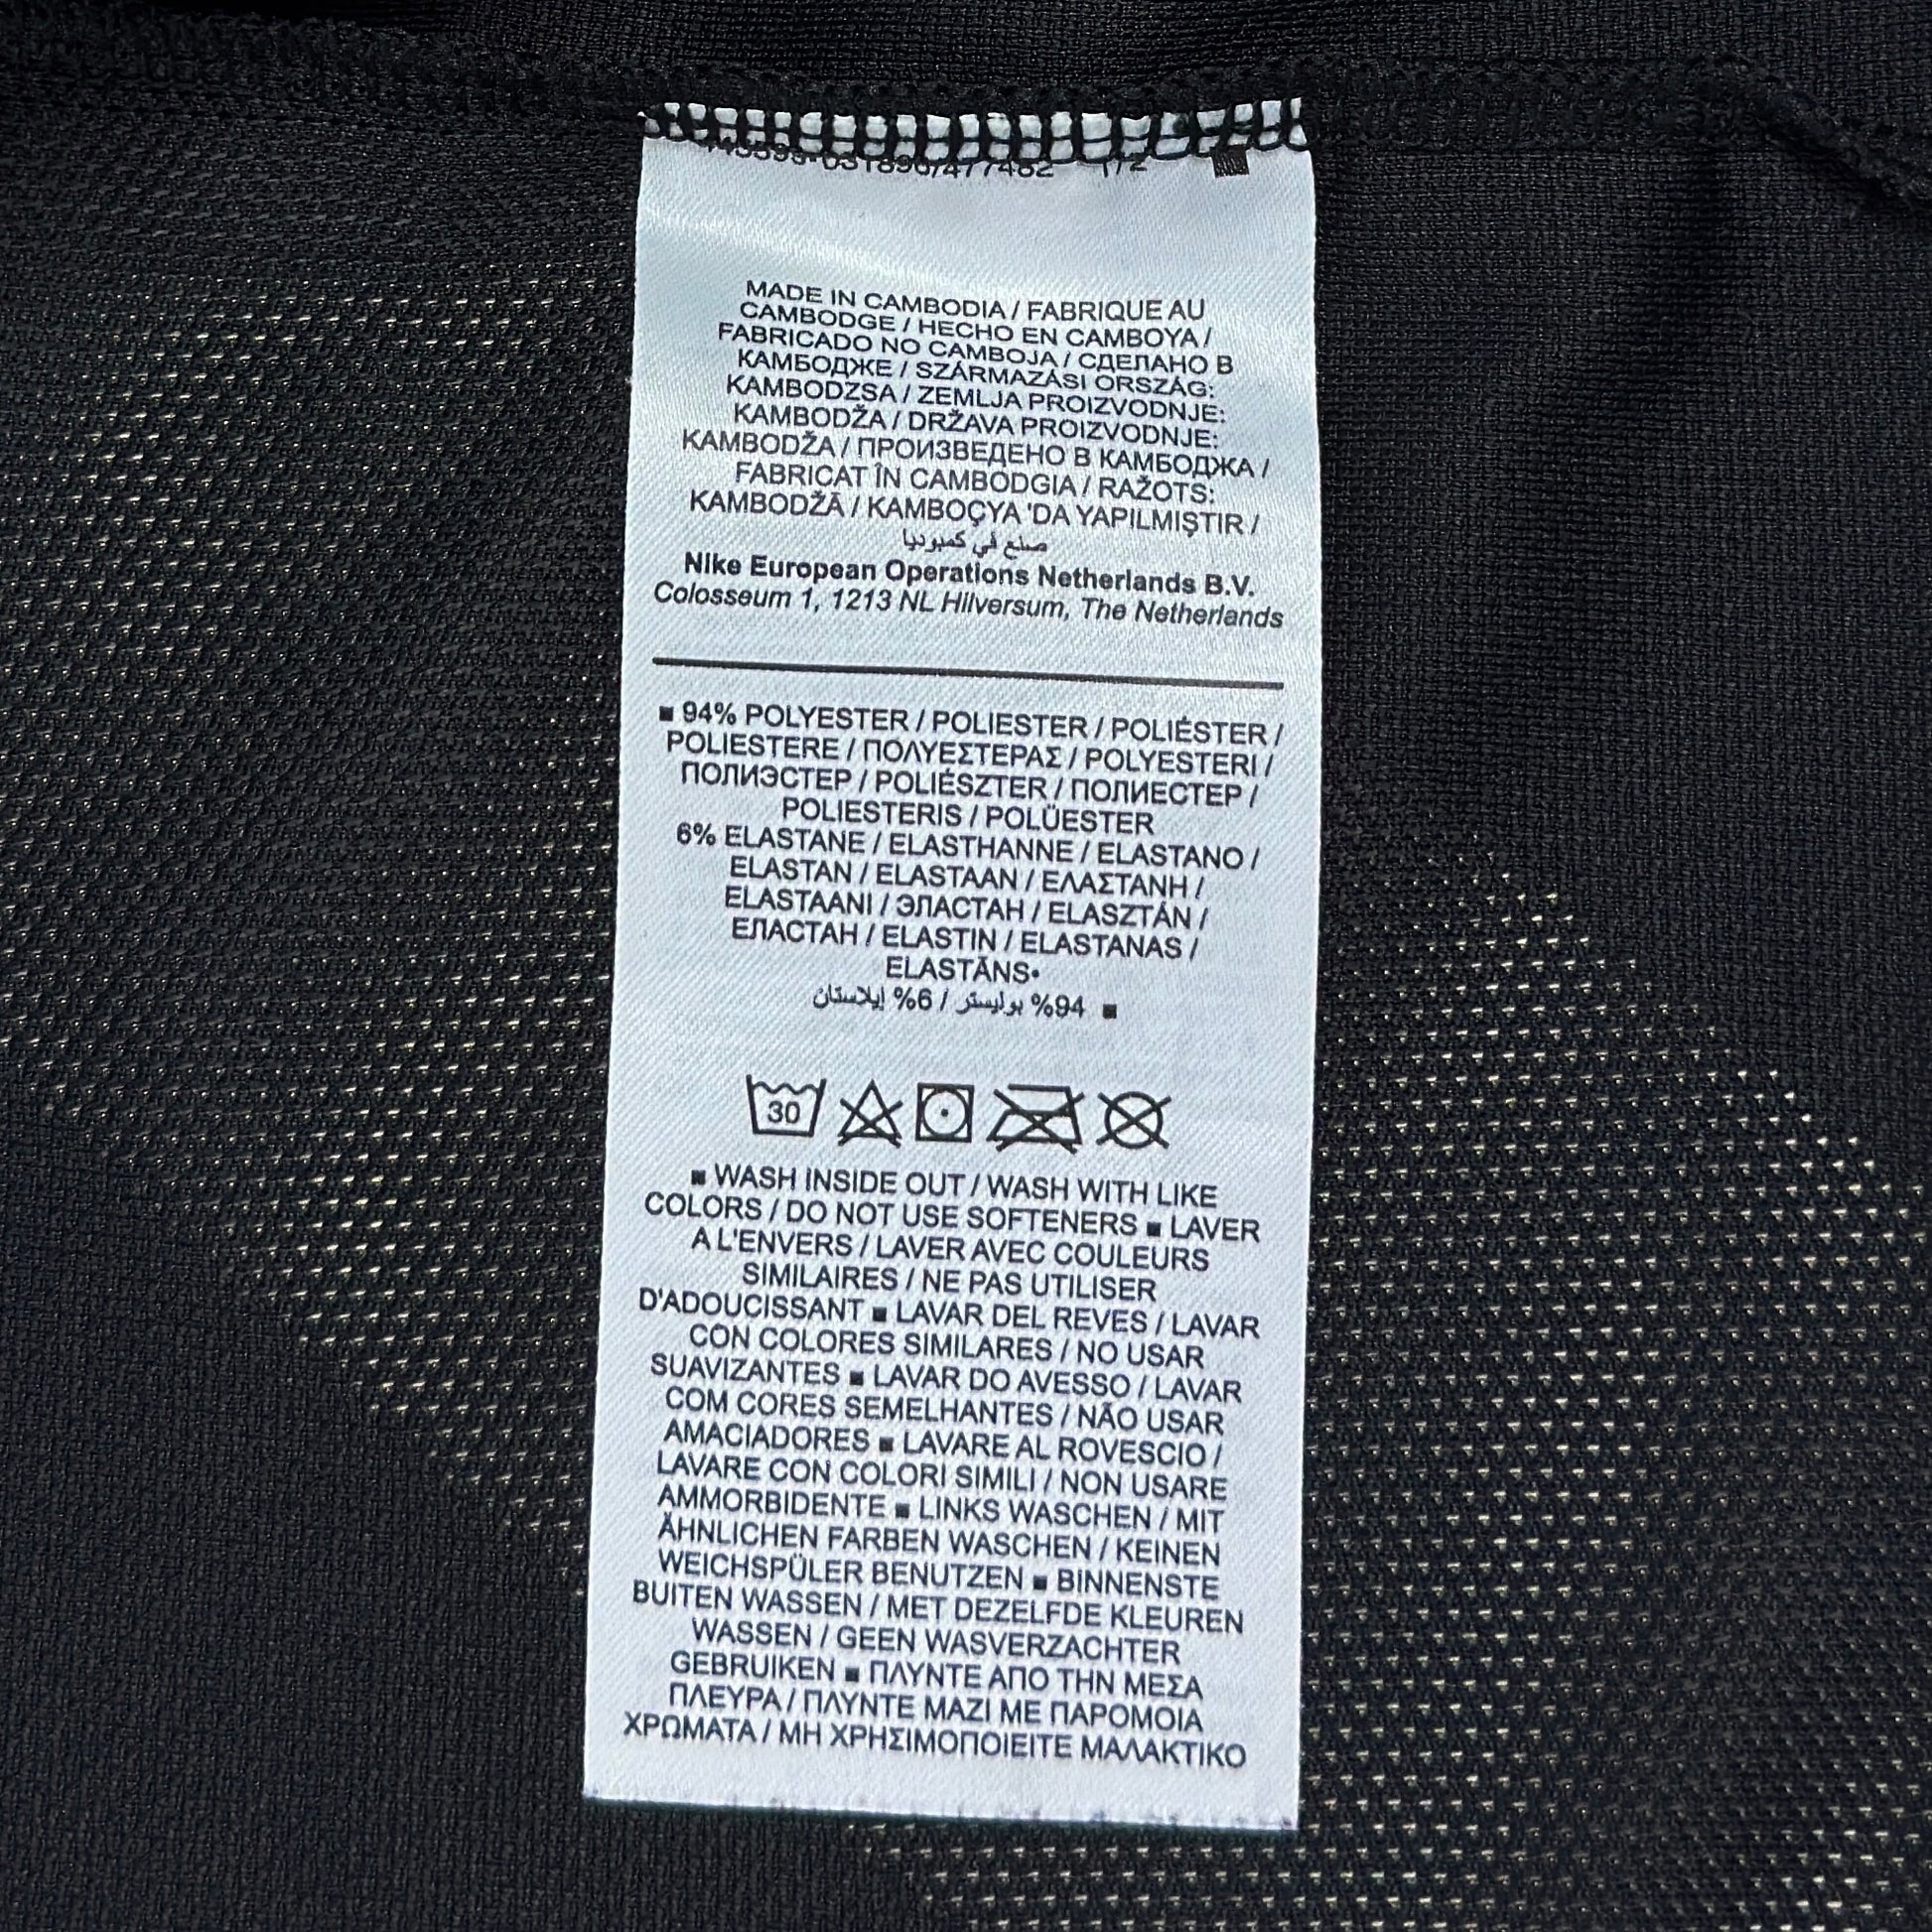 1/2
MADE IN CAMBODIA / FABRIQUE AU
CAMBODGE / HECHO EN CAMBOYA /
FABRICADO NO CAMBOJA / СДЕЛАНО В
КАМБОДЖЕ / SZÁRMAZÁSI ORSZÁG:
KAMBODZSA / ZEMLJA PROIZVODNJE:
KAMBODŽA / DRŽAVA PROIZVODNJE:
KAMBODŽA / ПРОИЗВЕДЕНО В КАМБОДЖА /
FABRICAT ÎN CAMBODGIA / RAŽOTS:
KAMBODŽĀ / KAMBOÇYA 'DA YAPILMIŞTIR /
صنع في كمبوديا
Nike European Operations Netherlands B.V.
Colosseum 1, 1213 NL Hilversum, The Netherlands
■ 94% POLYESTER / POLIESTER / POLIÉSTER /
POLIESTERE / ΠΟΛΥΕΣΤΕΡΑΣ / POLYESTERI /
ПОЛИЭСТЕР / POLIÉSZTER / ПОЛИЕСТЕР /
POLIESTERIS / POLÜESTER
6% ELASTANE / ELASTHANNE / ELASTANO /
ELASTAN / ELASTAAN / ΕΛΑΣΤΑΝΗ /
ELASTAANI / ЭЛАСТАН / ELASZTÁN /
ЕЛАСТАН / ELASTIN / ELASTANAS /
ELASTĀNS•
■ 94% بوليستر / 6% إيلاستان
30
■ WASH INSIDE OUT / WASH WITH LIKE
COLORS / DO NOT USE SOFTENERS ■ LAVER
A L'ENVERS / LAVER AVEC COULEURS
SIMILAIRES / NE PAS UTILISER
D'ADOUCISSANT ■ LAVAR DEL REVES / LAVAR
CON COLORES SIMILARES / NO USAR
SUAVIZANTES ■ LAVAR DO AVESSO / LAVAR
COM CORES SEMELHANTES / NÃO USAR
AMACIADORES ■ LAVARE AL ROVESCIO /
LAVARE CON COLORI SIMILI / NON USARE
AMMORBIDENTE ■ LINKS WASCHEN / MIT
ÄHNLICHEN FARBEN WASCHEN / KEINEN
WEICHSPÜLER BENUTZEN ■ BINNENSTE
BUITEN WASSEN / MET DEZELFDE KLEUREN
WASSEN / GEEN WASVERZACHTER
GEBRUIKEN ■ ΠΛΥΝΤΕ ΑΠΟ ΤΗΝ ΜΕΣΑ
ΠΛΕΥΡΑ / ΠΛΥΝΤΕ ΜΑΖΙ ΜΕ ΠΑΡΟΜΟΙΑ
ΧΡΩΜΑΤΑ / ΜΗ ΧΡΗΣΙΜΟΠΟΙΕΙΤΕ ΜΑΛΑΚΤΙΚΟ